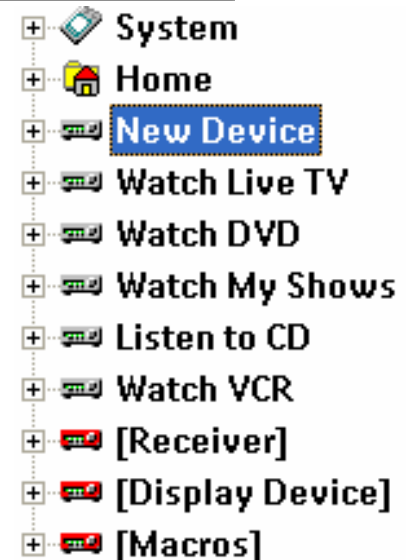 System
Home
New Device
Watch Live TV
Watch DVD
Watch My Shows
Listen to CD
Watch VCR
[Receiver]
[Display Device]
[Macros]